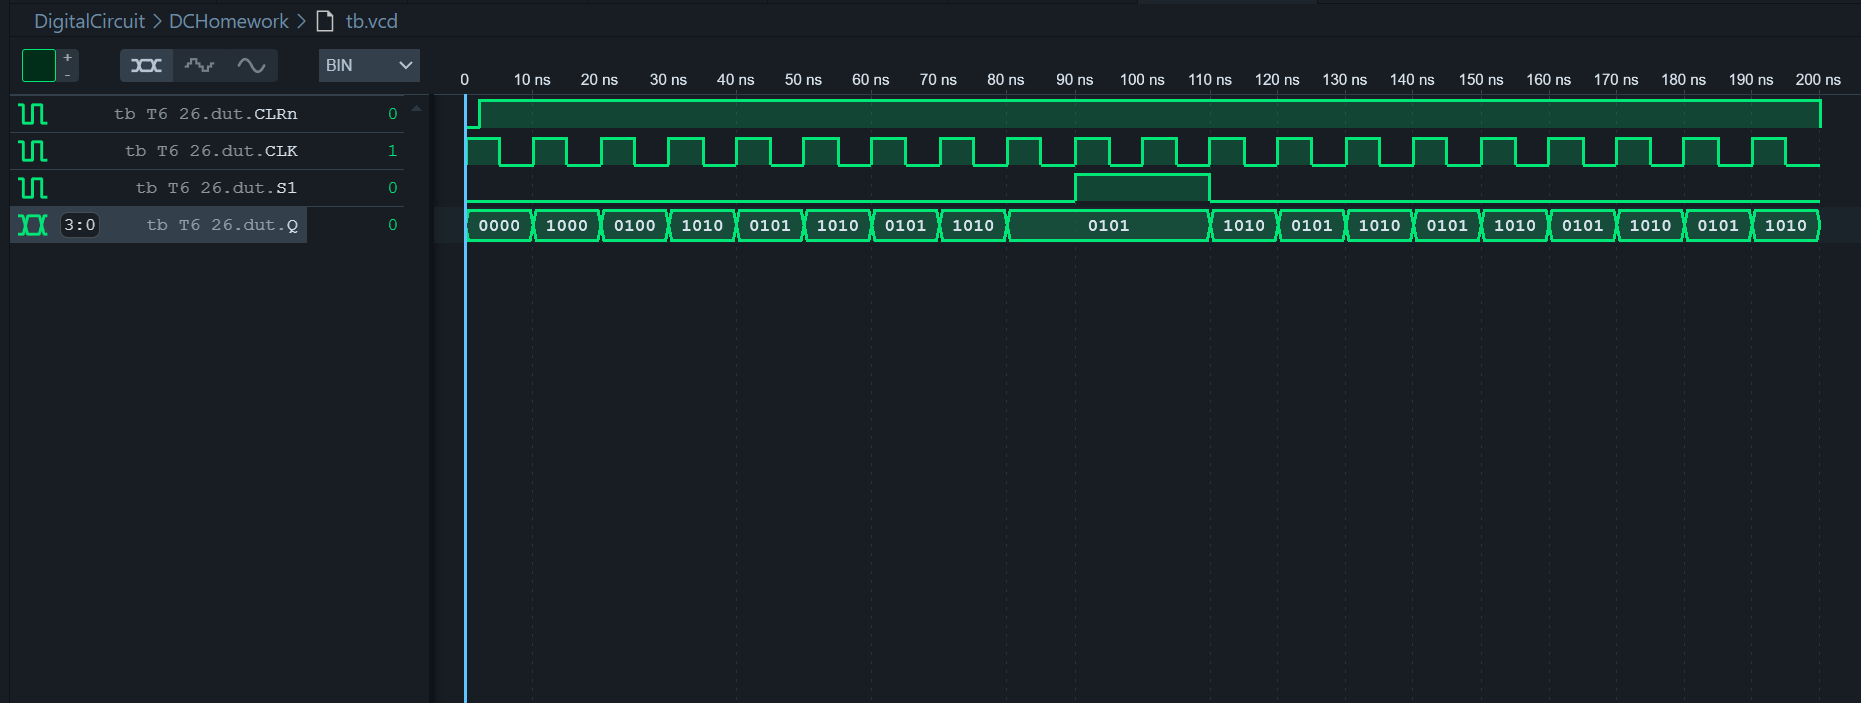 DigitalCircuit > DCHomework > tb.vcd
+
-
BIN
0 10 ns 20 ns 30 ns 40 ns 50 ns 60 ns 70 ns 80 ns 90 ns 100 ns 110 ns 120 ns 130 ns 140 ns 150 ns 160 ns 170 ns 180 ns 190 ns 200 ns
tb T6 26.dut.CLRn 0
tb T6 26.dut.CLK 1
tb T6 26.dut.S1 0
3:0 tb T6 26.dut.Q 0 0000 1000 0100 1010 0101 1010 0101 1010 0101 1010 0101 1010 0101 1010 0101 1010 0101 1010